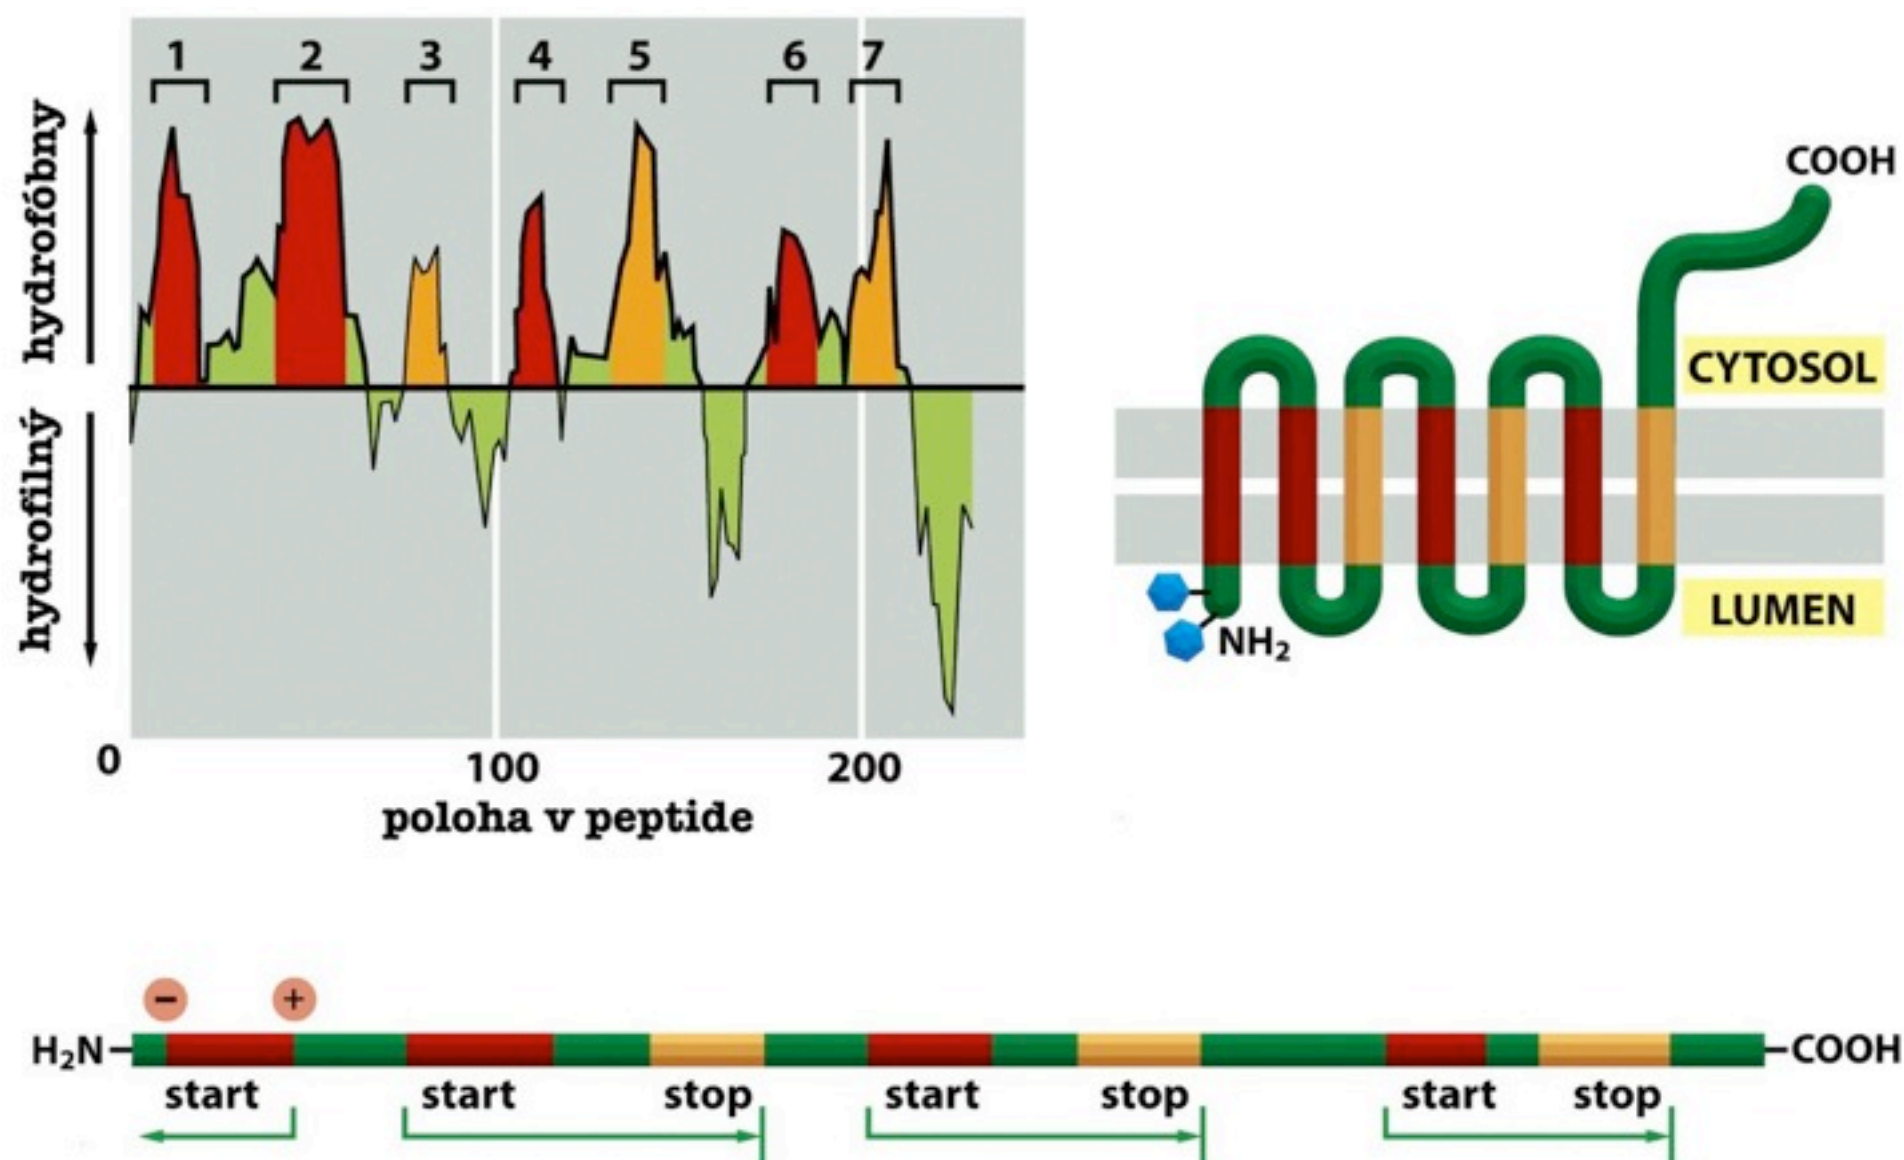 1 2 3 4 5 6 7
hydrofóbny
hydrofilný
0 100 200
poloha v peptide
COOH
CYTOSOL
LUMEN
NH₂
− +
H₂N COOH
start start stop start stop start stop